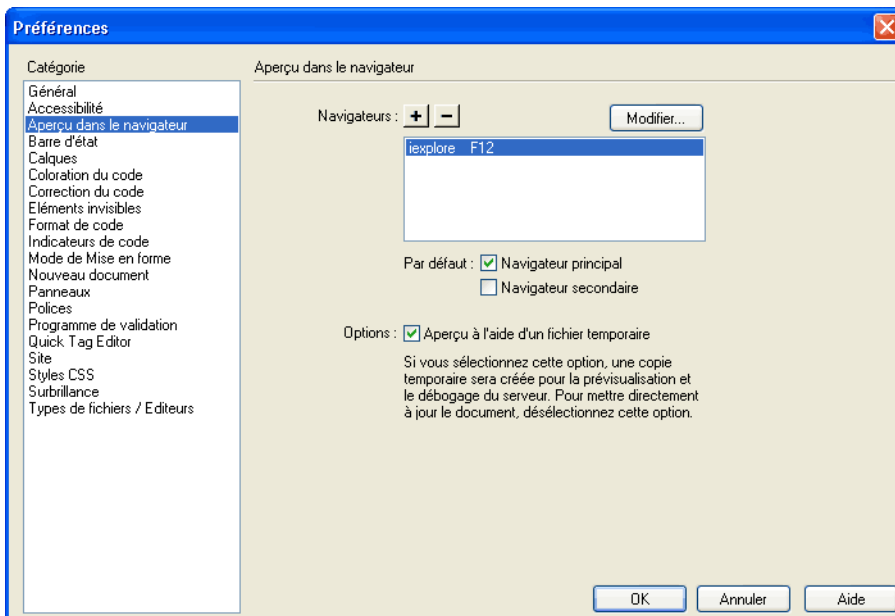 Préférences
Catégorie
Général
Accessibilité
Aperçu dans le navigateur
Barre d'état
Calques
Coloration du code
Correction du code
Eléments invisibles
Format de code
Indicateurs de code
Mode de Mise en forme
Nouveau document
Panneaux
Polices
Programme de validation
Quick Tag Editor
Site
Styles CSS
Surbrillance
Types de fichiers / Editeurs
Aperçu dans le navigateur
Navigateurs : + − Modifier...
iexplore F12
Par défaut : Navigateur principal
Navigateur secondaire
Options : Aperçu à l'aide d'un fichier temporaire
Si vous sélectionnez cette option, une copie
temporaire sera créée pour la prévisualisation et
le débogage du serveur. Pour mettre directement
à jour le document, désélectionnez cette option.
OK Annuler Aide